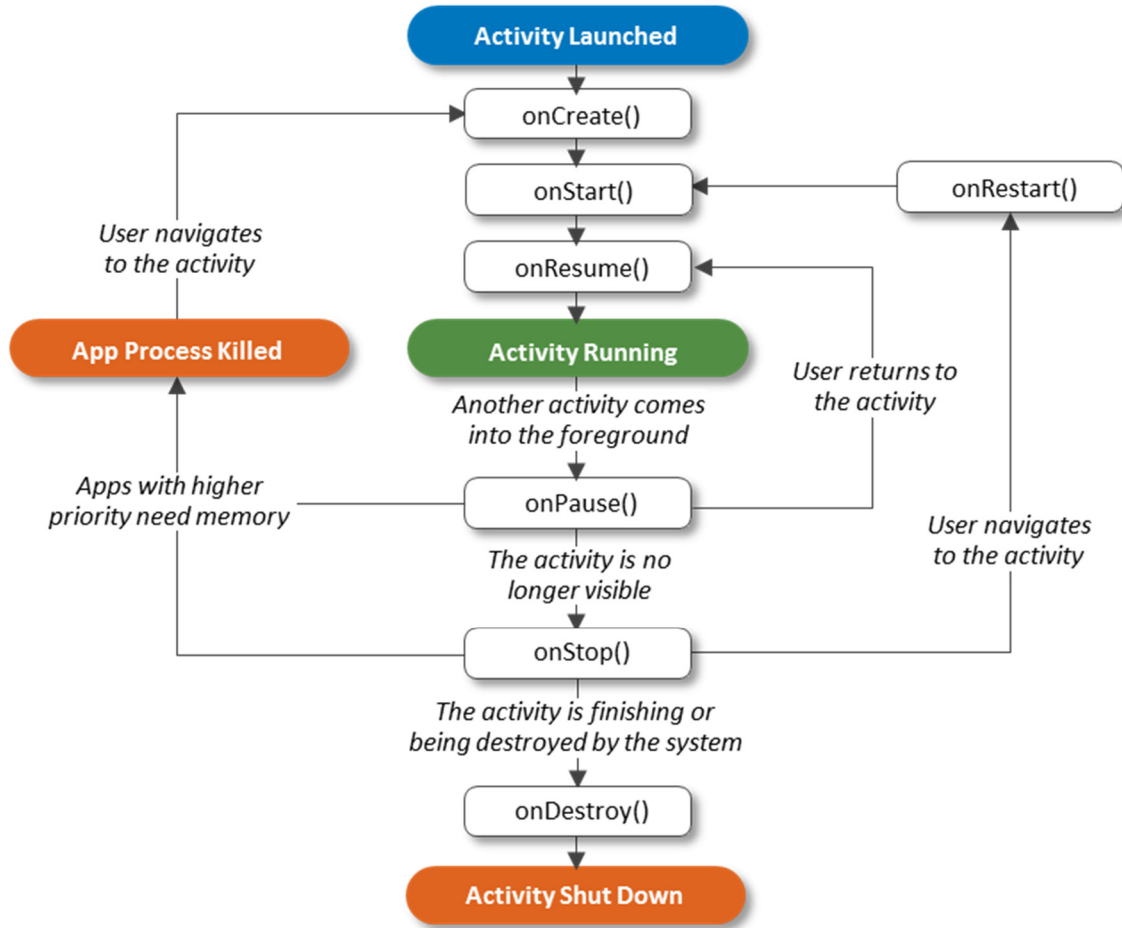 Activity Launched
onCreate()
onStart()
onRestart()
User navigates
to the activity
onResume()
App Process Killed
Activity Running
User returns to
the activity
Another activity comes
into the foreground
Apps with higher
priority need memory
onPause()
User navigates
to the activity
The activity is no
longer visible
onStop()
The activity is finishing or
being destroyed by the system
onDestroy()
Activity Shut Down